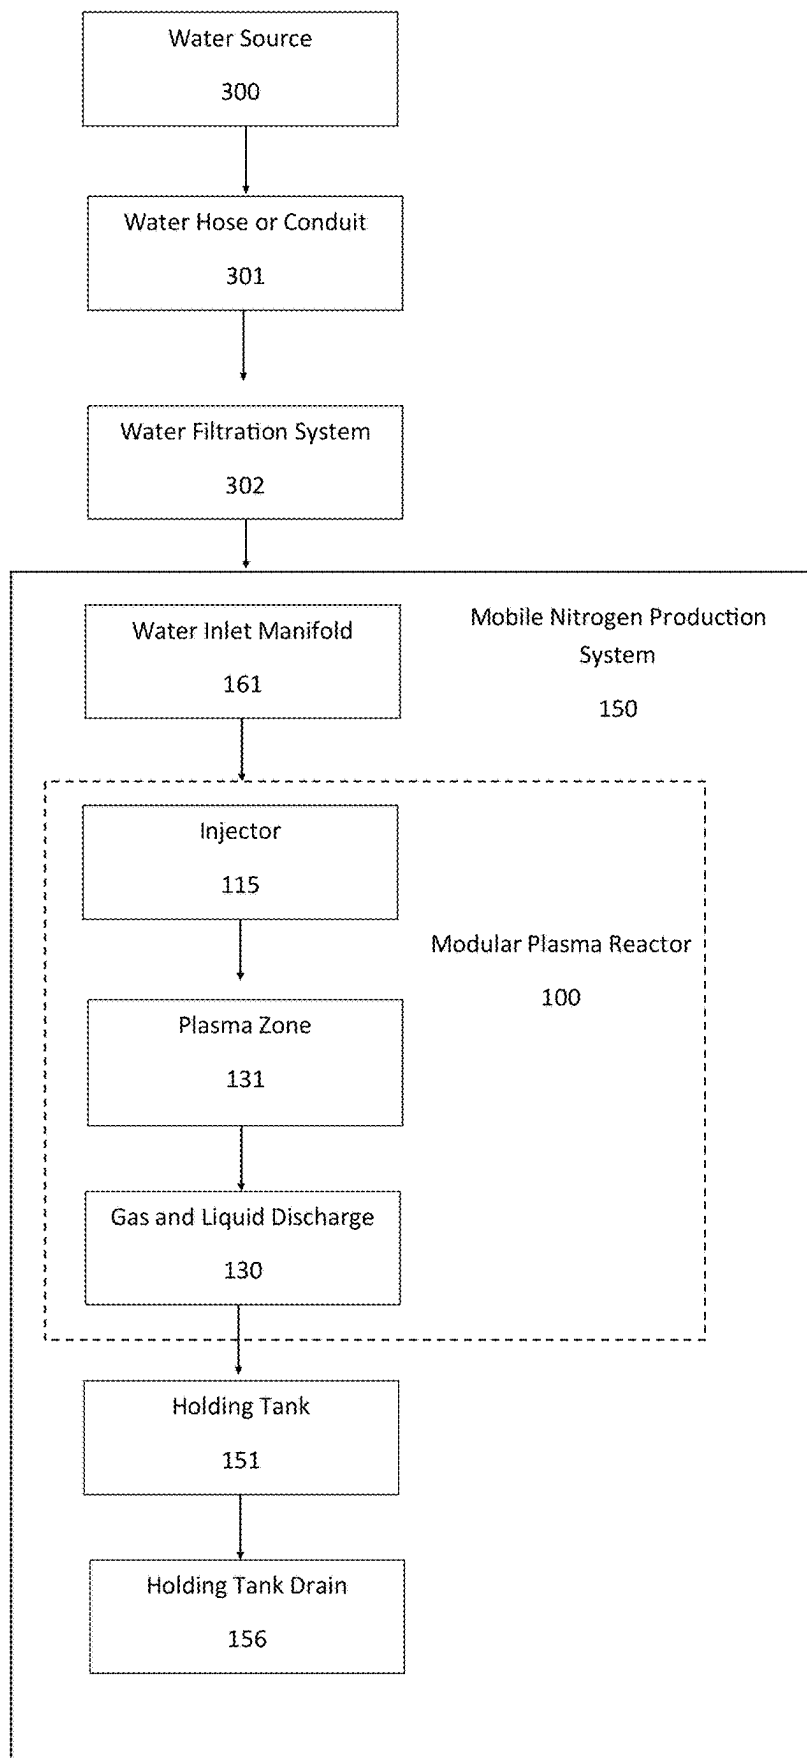 Water Source
300
Water Hose or Conduit
301
Water Filtration System
302
Water Inlet Manifold
161
Mobile Nitrogen Production
System
150
Injector
115
Modular Plasma Reactor
100
Plasma Zone
131
Gas and Liquid Discharge
130
Holding Tank
151
Holding Tank Drain
156